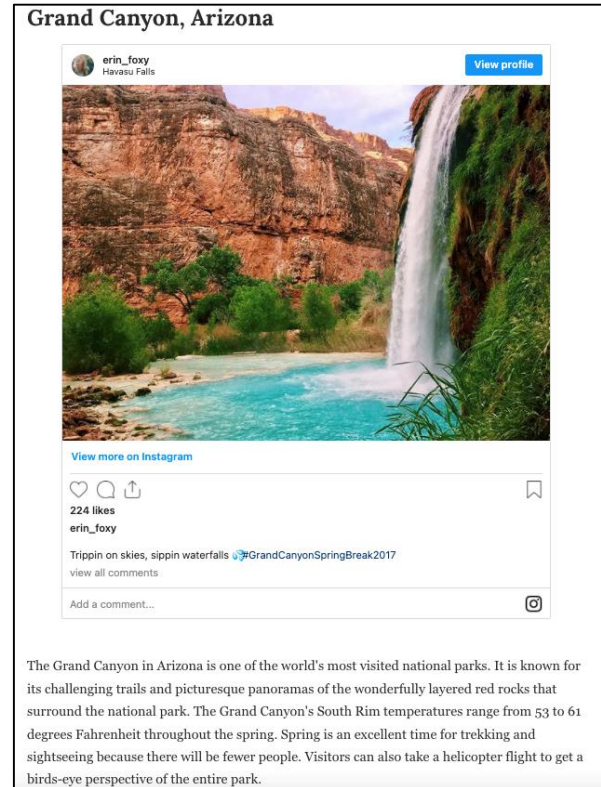 Grand Canyon, Arizona
erin_foxy
Havasu Falls
View profile
View more on Instagram
224 likes
erin_foxy
Trippin on skies, sippin waterfalls 💦#GrandCanyonSpringBreak2017
view all comments
Add a comment...
The Grand Canyon in Arizona is one of the world's most visited national parks. It is known for
its challenging trails and picturesque panoramas of the wonderfully layered red rocks that
surround the national park. The Grand Canyon's South Rim temperatures range from 53 to 61
degrees Fahrenheit throughout the spring. Spring is an excellent time for trekking and
sightseeing because there will be fewer people. Visitors can also take a helicopter flight to get a
birds-eye perspective of the entire park.